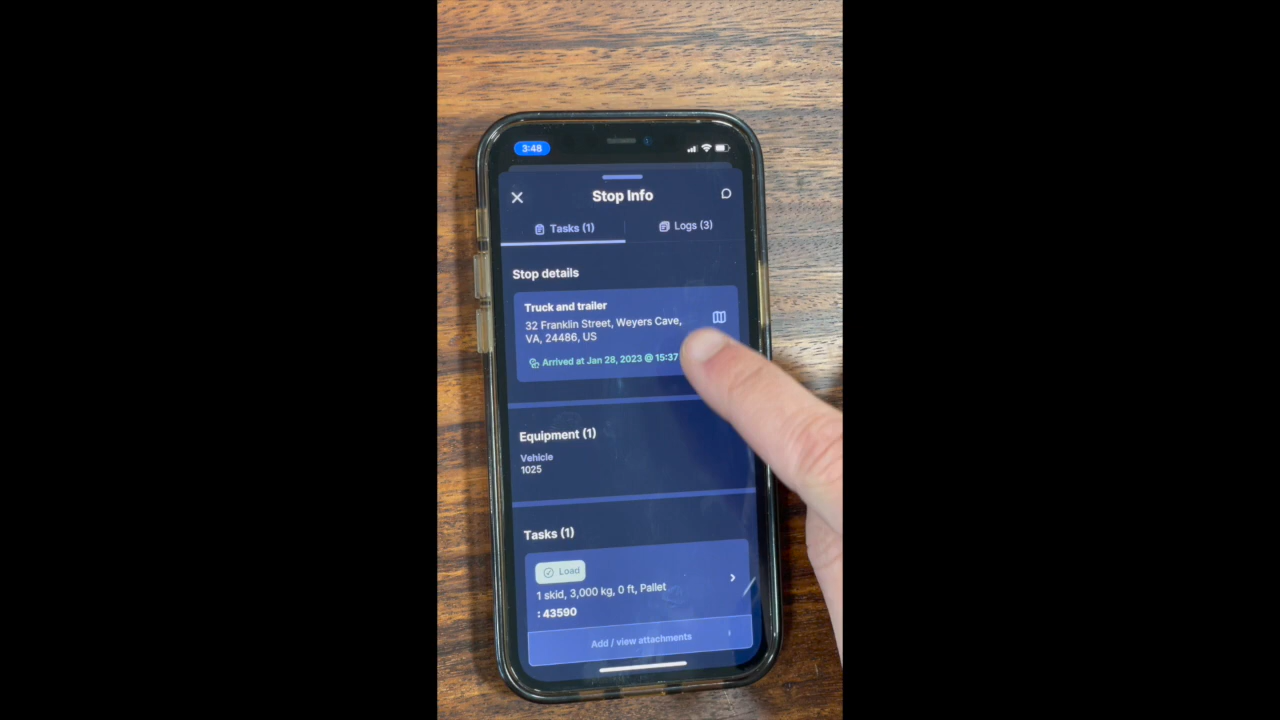 3:48
Stop Info
Tasks (1)
Logs (3)
Stop details
Truck and trailer
32 Franklin Street, Weyers Cave,
VA, 24486, US
Arrived at Jan 28, 2023 @ 15:37
Equipment (1)
Vehicle
1025
Tasks (1)
Load
1 skid, 3,000 kg, 0 ft, Pallet
: 43590
Add / view attachments